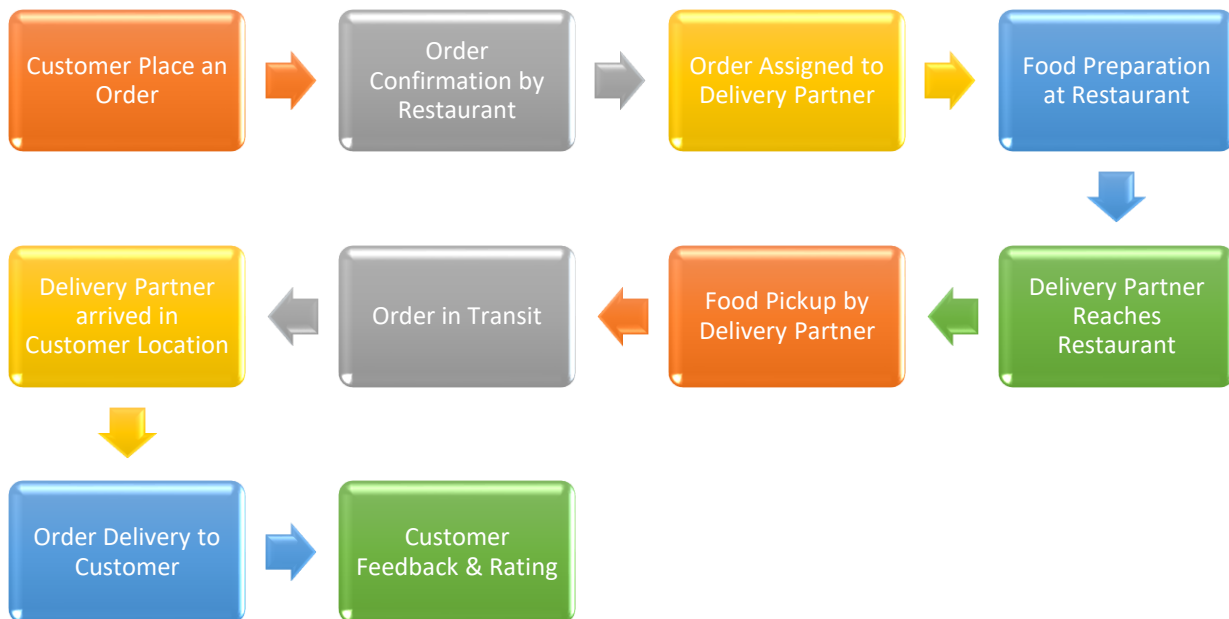 Customer Place an
Order
Order
Confirmation by
Restaurant
Order Assigned to
Delivery Partner
Food Preparation
at Restaurant
Delivery Partner
Reaches
Restaurant
Food Pickup by
Delivery Partner
Order in Transit
Delivery Partner
arrived in
Customer Location
Order Delivery to
Customer
Customer
Feedback & Rating